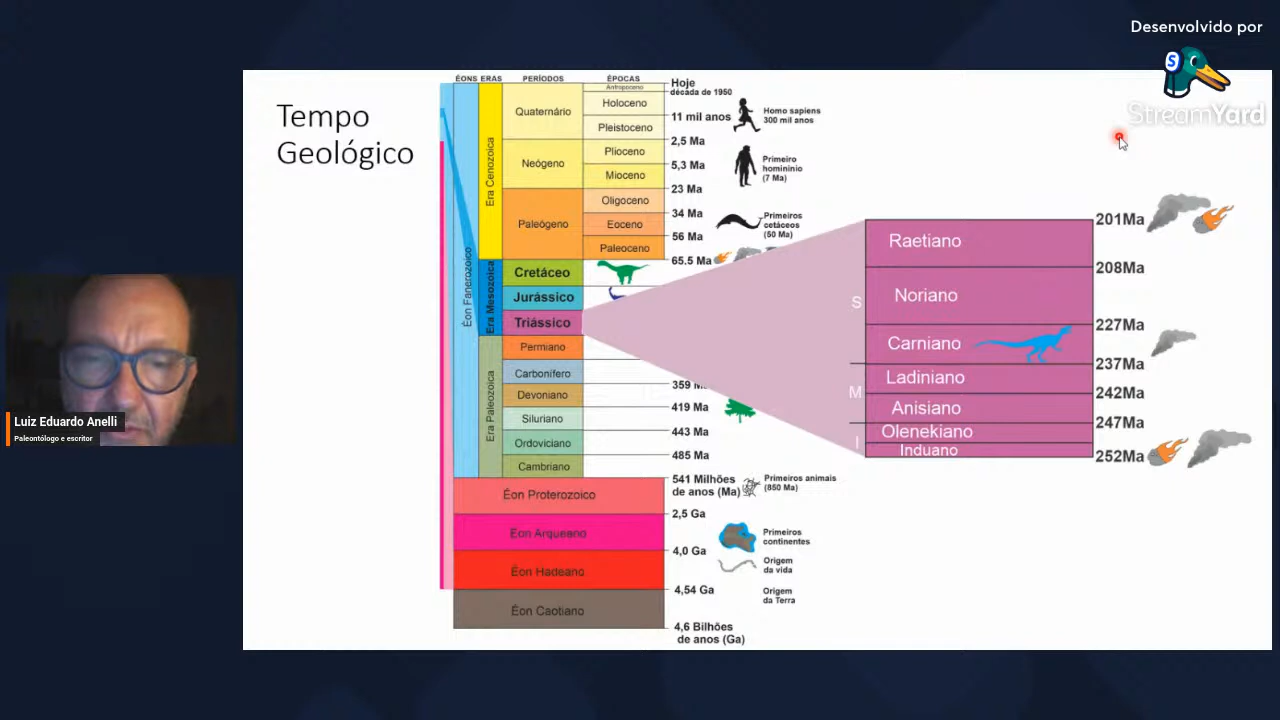 Desenvolvido por
StreamYard
Tempo
Geológico
ÉONS ERAS PERÍODOS ÉPOCAS
Hoje
Antropoceno
década de 1950
Quaternário
Holoceno
11 mil anos
Homo sapiens
300 mil anos
Pleistoceno
2,5 Ma
Era Cenozoica
Neógeno
Plioceno
5,3 Ma
Primeiro
hominínio
(7 Ma)
Mioceno
23 Ma
Paleógeno
Oligoceno
34 Ma
Eoceno
Primeiros
cetáceos
(50 Ma)
56 Ma
Paleoceno
65.5 Ma
Éon Fanerozoico
Era Mesozoica
Cretáceo
Jurássico
Triássico
Era Paleozoica
Permiano
Carbonífero
359
Devoniano
419 Ma
Siluriano
443 Ma
Ordoviciano
485 Ma
Cambriano
541 Milhões
de anos (Ma)
Primeiros animais
(850 Ma)
Éon Proterozoico
2,5 Ga
Éon Arqueano
Primeiros
continentes
4,0 Ga
Origem
da vida
Éon Hadeano
4,54 Ga
Origem
da Terra
Éon Caotiano
4,6 Bilhões
de anos (Ga)
201Ma
Raetiano
208Ma
S
Noriano
227Ma
Carniano
237Ma
Ladiniano
M
242Ma
Anisiano
247Ma
Olenekiano
I
Induano
252Ma
Luiz Eduardo Anelli
Paleontólogo e escritor